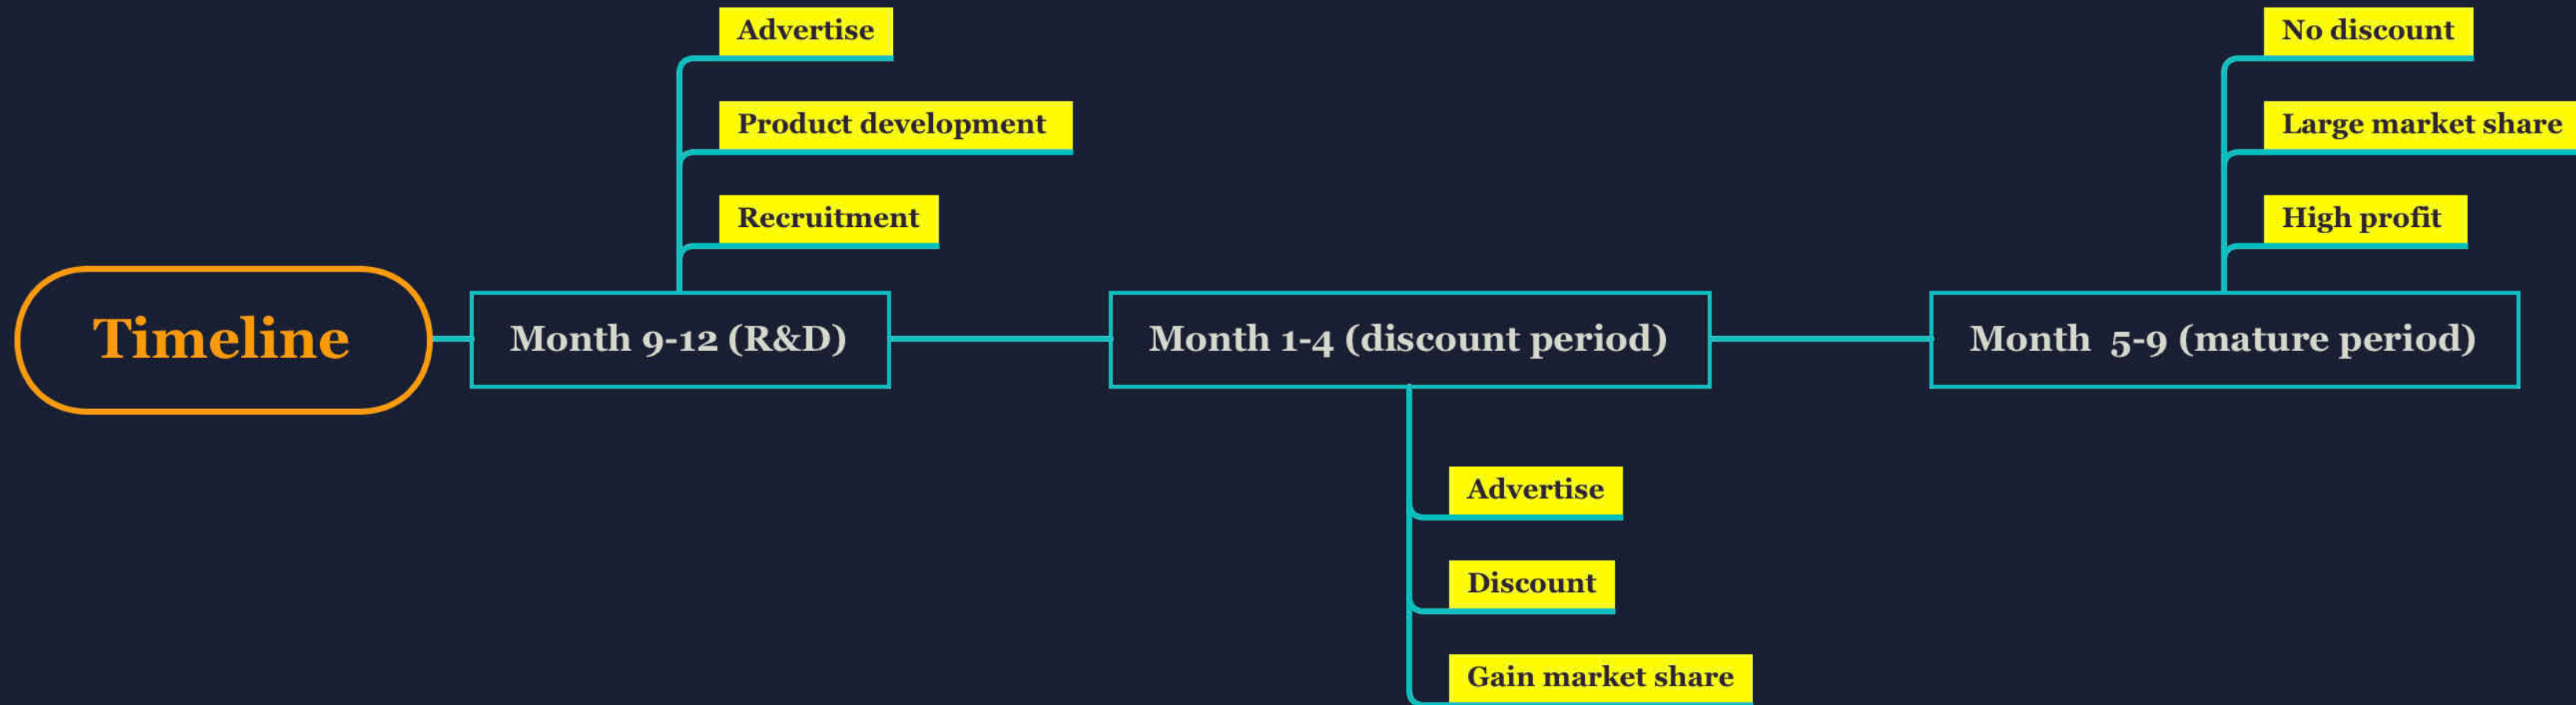 Timeline
Month 9-12 (R&D)
Advertise
Product development
Recruitment
Month 1-4 (discount period)
Advertise
Discount
Gain market share
Month  5-9 (mature period)
No discount
Large market share
High profit